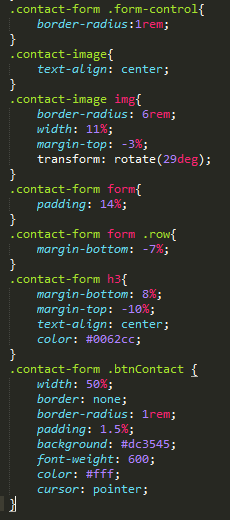 .contact-form .form-control{
    border-radius:1rem;
}
.contact-image{
    text-align: center;
}
.contact-image img{
    border-radius: 6rem;
    width: 11%;
    margin-top: -3%;
    transform: rotate(29deg);
}
.contact-form form{
    padding: 14%;
}
.contact-form form .row{
    margin-bottom: -7%;
}
.contact-form h3{
    margin-bottom: 8%;
    margin-top: -10%;
    text-align: center;
    color: #0062cc;
}
.contact-form .btnContact {
    width: 50%;
    border: none;
    border-radius: 1rem;
    padding: 1.5%;
    background: #dc3545;
    font-weight: 600;
    color: #fff;
    cursor: pointer;
}